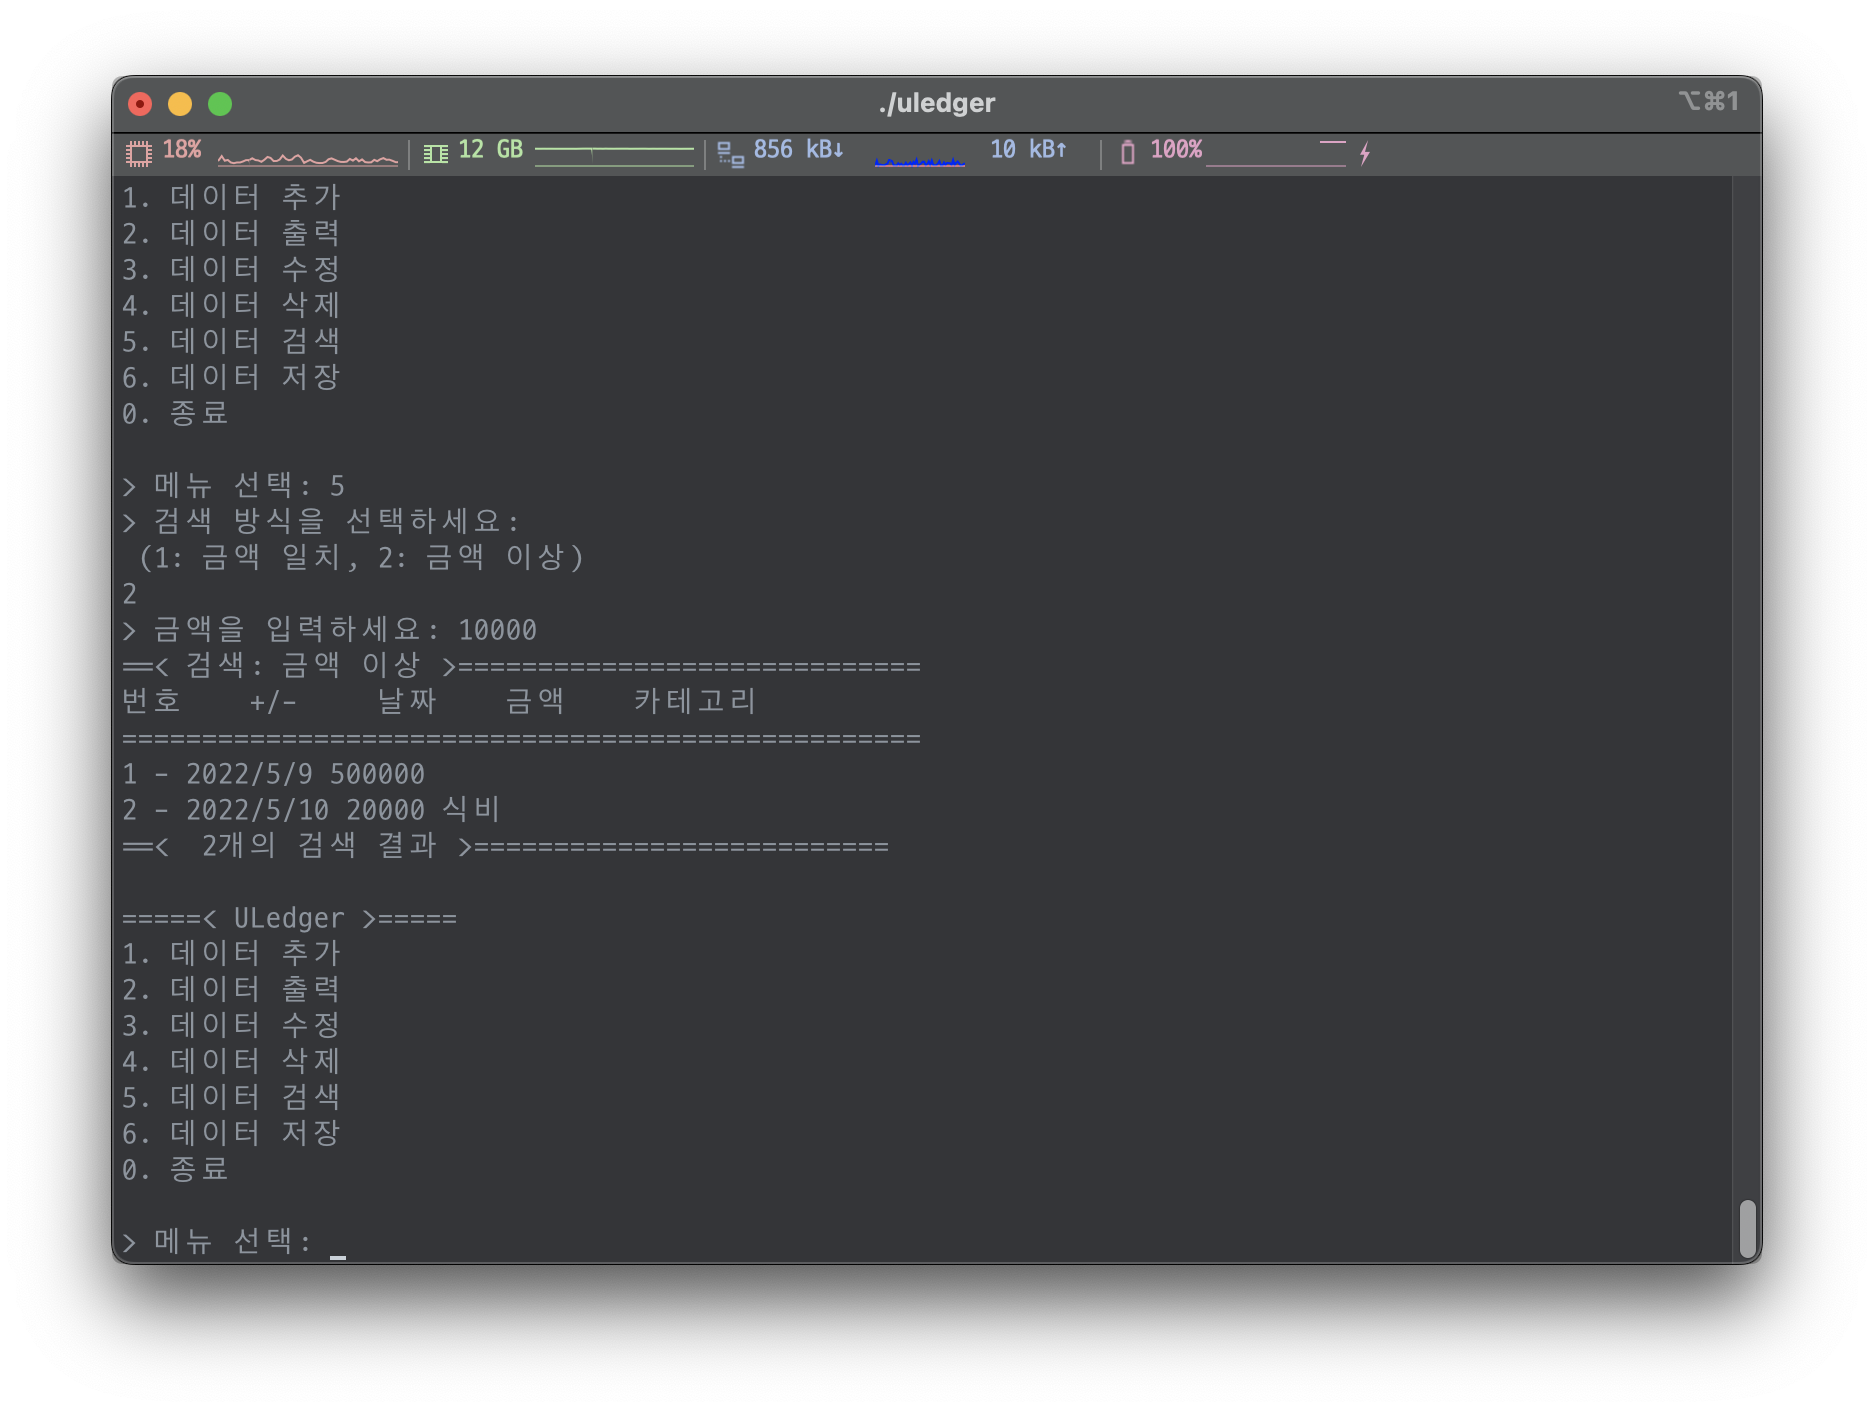 ./uledger
⌥⌘1
18% 12 GB 856 kB↓ 10 kB↑ 100%
1. 데이터 추가
2. 데이터 출력
3. 데이터 수정
4. 데이터 삭제
5. 데이터 검색
6. 데이터 저장
0. 종료
> 메뉴 선택: 5
> 검색 방식을 선택하세요:
(1: 금액 일치, 2: 금액 이상)
2
> 금액을 입력하세요: 10000
==< 검색: 금액 이상 >=============================
번호 +/- 날짜 금액 카테고리
==================================================
1 - 2022/5/9 500000
2 - 2022/5/10 20000 식비
==< 2개의 검색 결과 >==========================
=====< ULedger >=====
1. 데이터 추가
2. 데이터 출력
3. 데이터 수정
4. 데이터 삭제
5. 데이터 검색
6. 데이터 저장
0. 종료
> 메뉴 선택: _